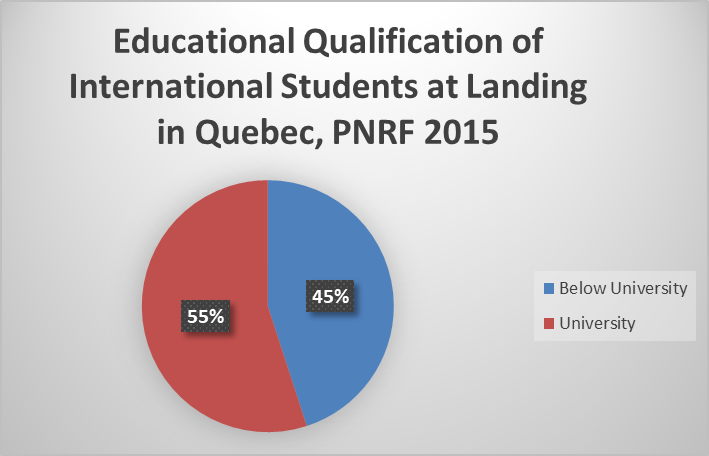 Educational Qualification of
International Students at Landing
in Quebec, PNRF 2015
45%
55%
Below University
University